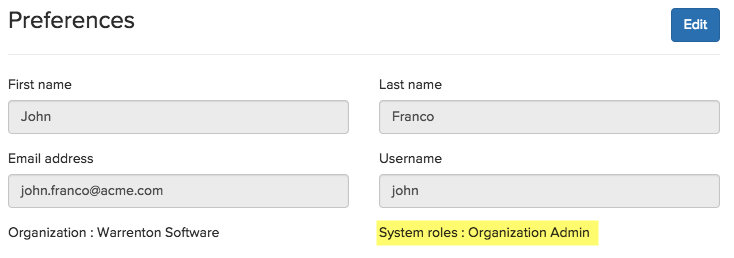 Preferences
Edit
First name
Last name
John
Franco
Email address
Username
john.franco@acme.com
john
Organization : Warrenton Software
System roles : Organization Admin